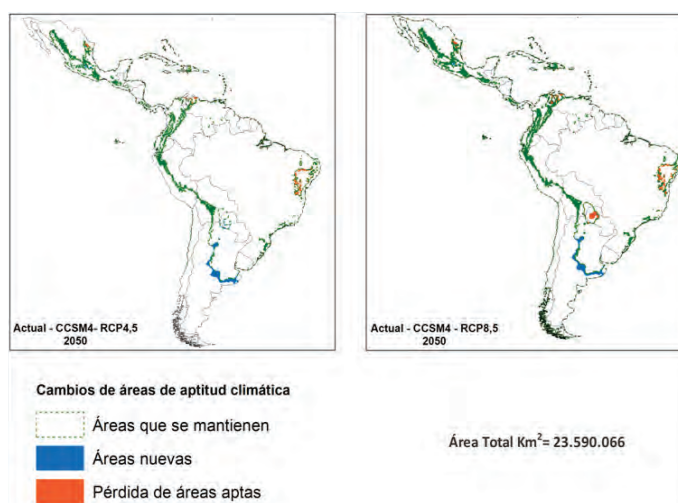 Actual - CCSM4- RCP4,5
2050
Actual - CCSM4 - RCP8,5
2050
Cambios de áreas de aptitud climática
Áreas que se mantienen
Áreas nuevas
Pérdida de áreas aptas
Área Total Km²= 23.590.066